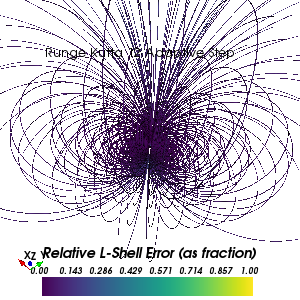 Runge Kutta
Adaptive Step
XZ
Relative L-Shell Error (as fraction)
0.00 0.143 0.286 0.429 0.571 0.714 0.857 1.00